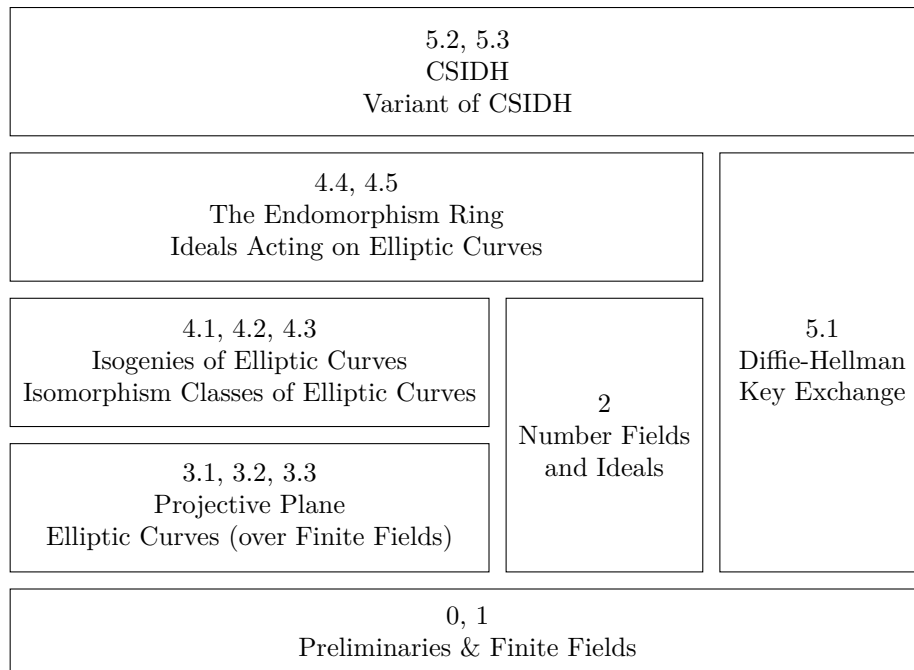 5.2, 5.3
CSIDH
Variant of CSIDH
4.4, 4.5
The Endomorphism Ring
Ideals Acting on Elliptic Curves
4.1, 4.2, 4.3
Isogenies of Elliptic Curves
Isomorphism Classes of Elliptic Curves
5.1
Diffie-Hellman
Key Exchange
2
Number Fields
and Ideals
3.1, 3.2, 3.3
Projective Plane
Elliptic Curves (over Finite Fields)
0, 1
Preliminaries & Finite Fields